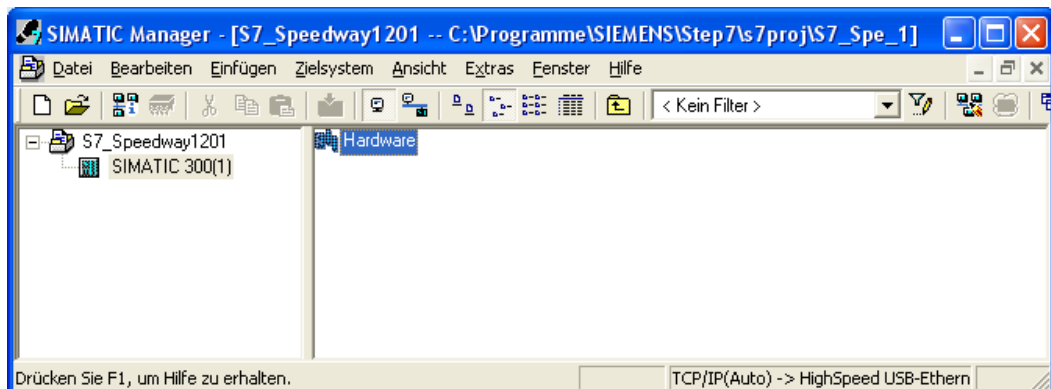 SIMATIC Manager - [S7_Speedway1201 -- C:\Programme\SIEMENS\Step7\s7proj\S7_Spe_1]
Datei Bearbeiten Einfügen Zielsystem Ansicht Extras Fenster Hilfe
< Kein Filter >
S7_Speedway1201
SIMATIC 300(1)
Hardware
Drücken Sie F1, um Hilfe zu erhalten.
TCP/IP(Auto) -> HighSpeed USB-Ethern